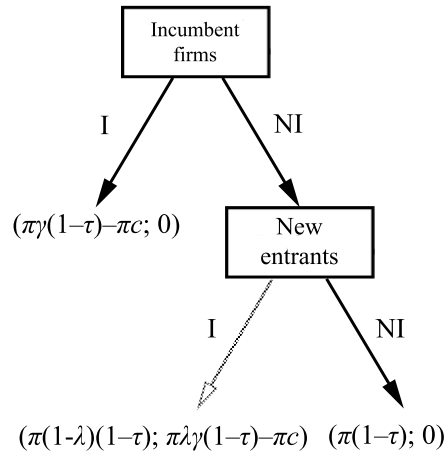 Incumbent
firms
I
NI
(πγ(1–τ)–πc; 0)
New
entrants
I
NI
(π(1-λ)(1–τ); πλγ(1–τ)–πc)
(π(1–τ); 0)